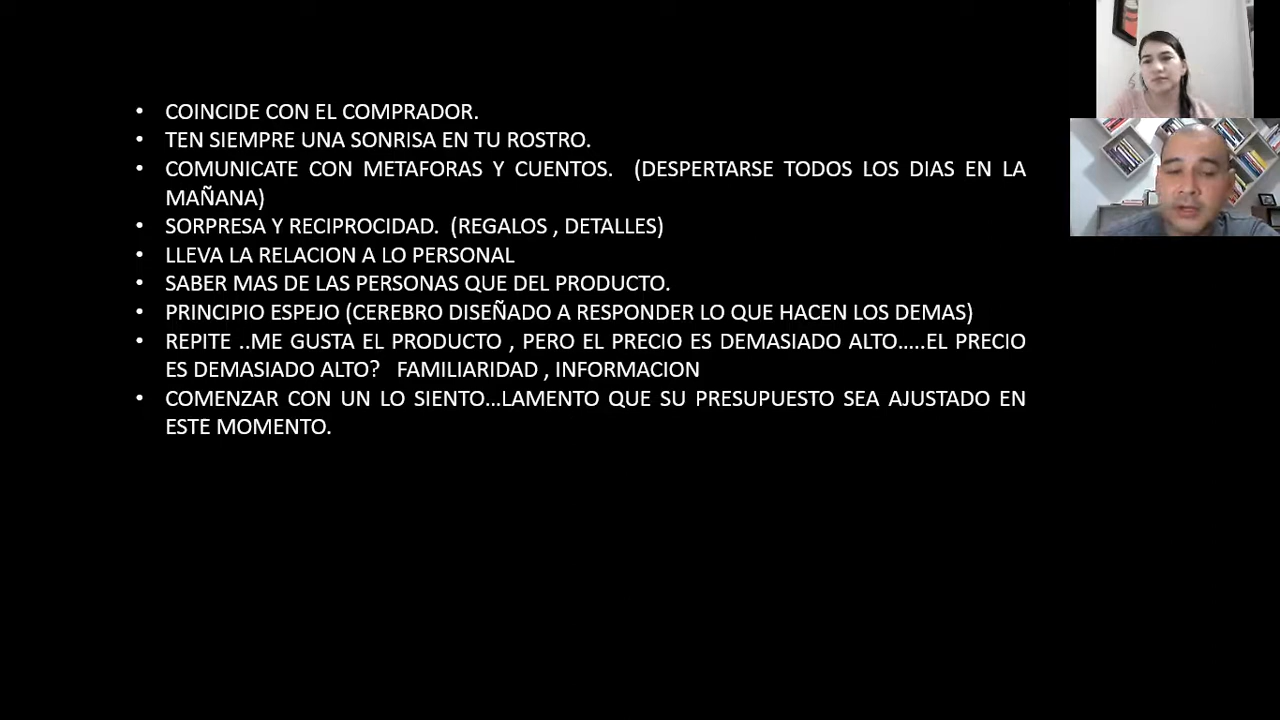 • COINCIDE CON EL COMPRADOR.
• TEN SIEMPRE UNA SONRISA EN TU ROSTRO.
• COMUNICATE CON METAFORAS Y CUENTOS. (DESPERTARSE TODOS LOS DIAS EN LA
MAÑANA)
• SORPRESA Y RECIPROCIDAD. (REGALOS , DETALLES)
• LLEVA LA RELACION A LO PERSONAL
• SABER MAS DE LAS PERSONAS QUE DEL PRODUCTO.
• PRINCIPIO ESPEJO (CEREBRO DISEÑADO A RESPONDER LO QUE HACEN LOS DEMAS)
• REPITE ..ME GUSTA EL PRODUCTO , PERO EL PRECIO ES DEMASIADO ALTO.....EL PRECIO
ES DEMASIADO ALTO? FAMILIARIDAD , INFORMACION
• COMENZAR CON UN LO SIENTO...LAMENTO QUE SU PRESUPUESTO SEA AJUSTADO EN
ESTE MOMENTO.